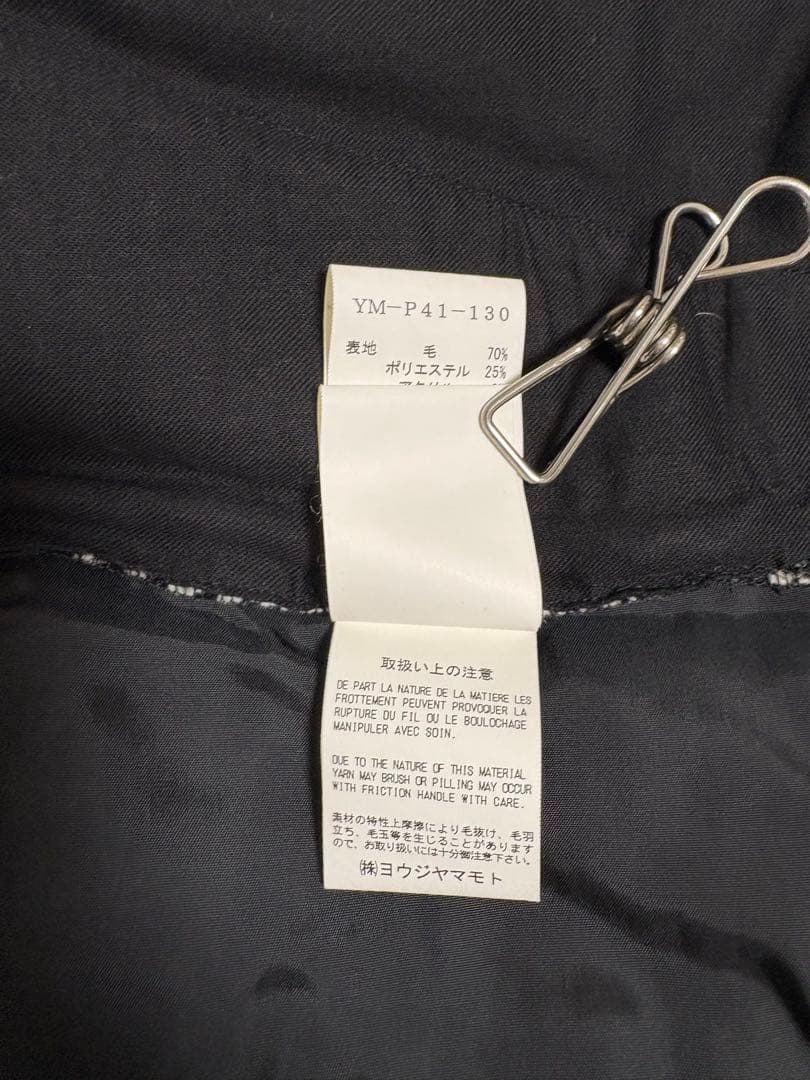 YM-P41-130
表地 毛 70%
ポリエステル 25%
取扱い上の注意
DE PART LA NATURE DE LA MATIERE LES
FROTTEMENT PEUVENT PROVOQUER LA
RUPTURE DU FIL OU LE BOULOCHAGE
MANIPULER AVEC SOIN.
DUE TO THE NATURE OF THIS MATERIAL
YARN MAY BRUSH OR PILLING MAY OCCUR
WITH FRICTION HANDLE WITH CARE.
素材の特性上摩擦により毛抜け、毛羽
立ち、毛玉等を生じることがあります
ので、お取り扱いには十分御注意下さい。
㈱ヨウジヤマモト